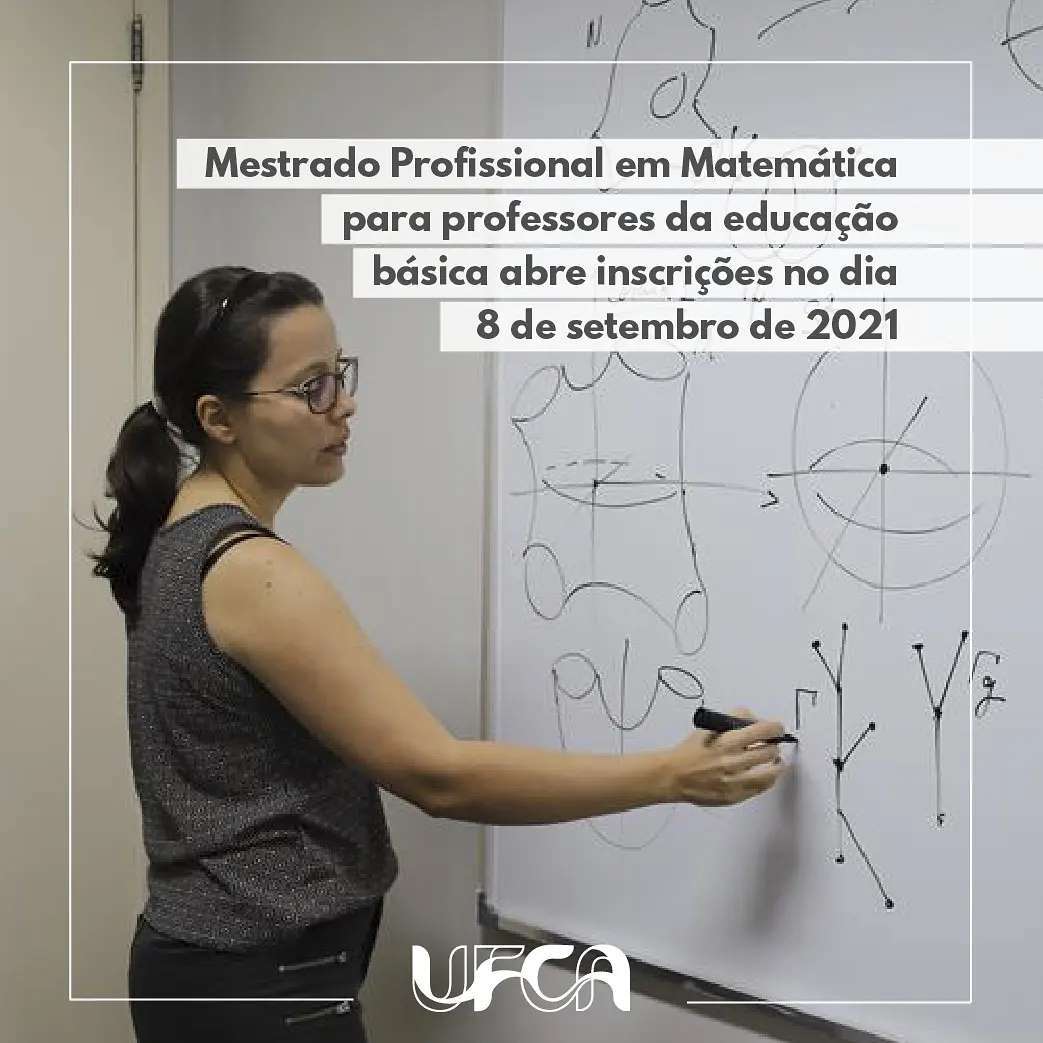 N
Mestrado Profissional em Matemática
para professores da educação
básica abre inscrições no dia
8 de setembro de 2021
UFCA